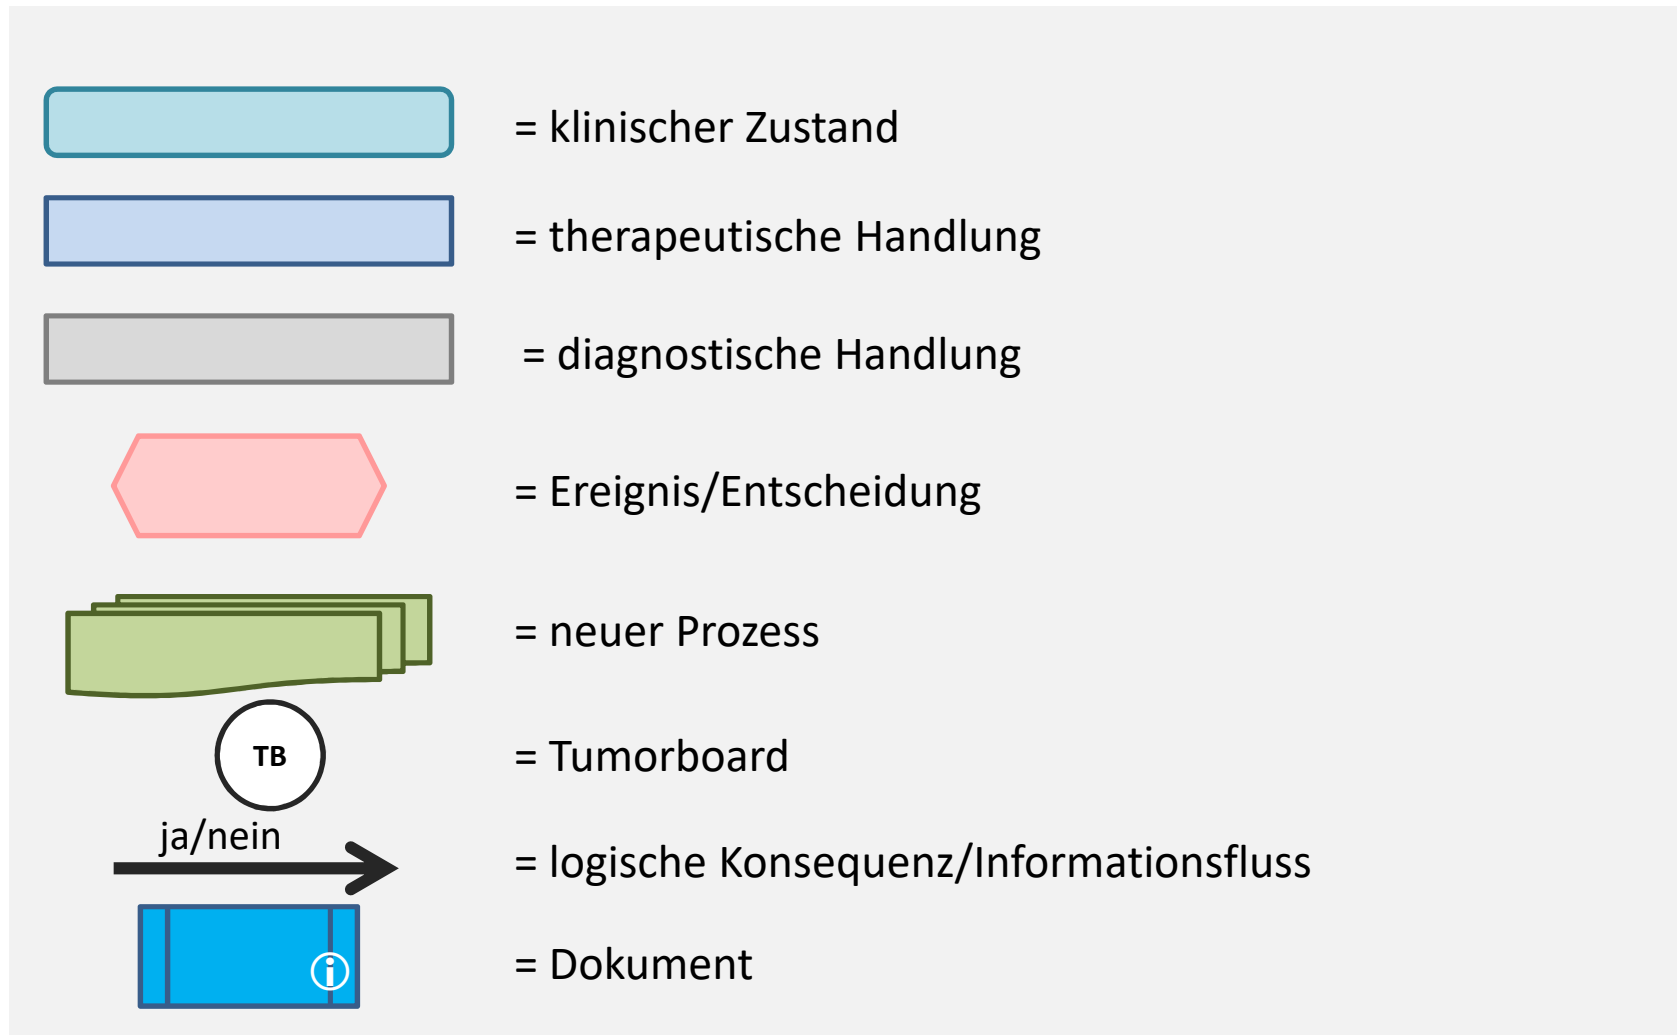 = klinischer Zustand
= therapeutische Handlung
= diagnostische Handlung
= Ereignis/Entscheidung
= neuer Prozess
TB
= Tumorboard
ja/nein
= logische Konsequenz/Informationsfluss
i
= Dokument